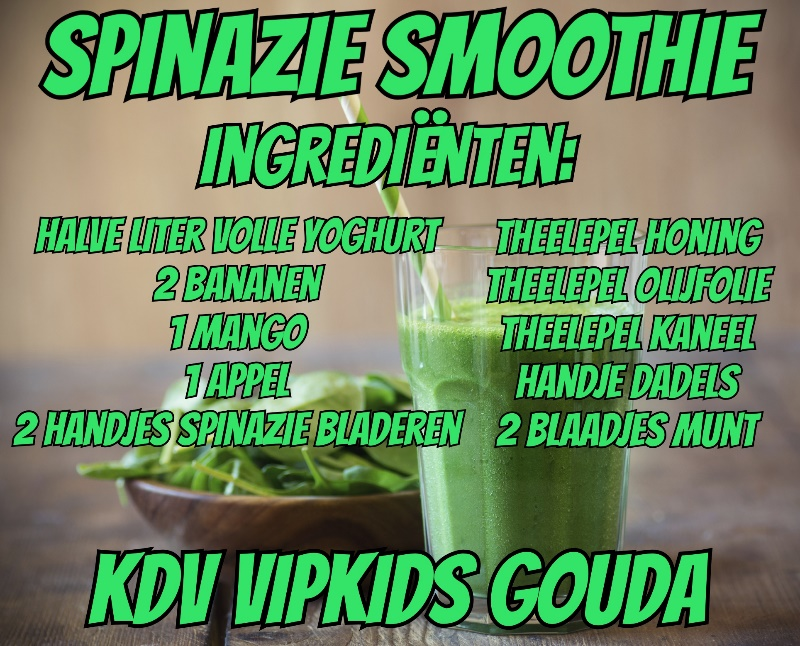 SPINAZIE SMOOTHIE
INGREDIËNTEN:
HALVE LITER VOLLE YOGHURT
2 BANANEN
1 MANGO
1 APPEL
2 HANDJES SPINAZIE BLADEREN
THEELEPEL HONING
THEELEPEL OLIJFOLIE
THEELEPEL KANEEL
HANDJE DADELS
2 BLAADJES MUNT
KDV VIPKIDS GOUDA